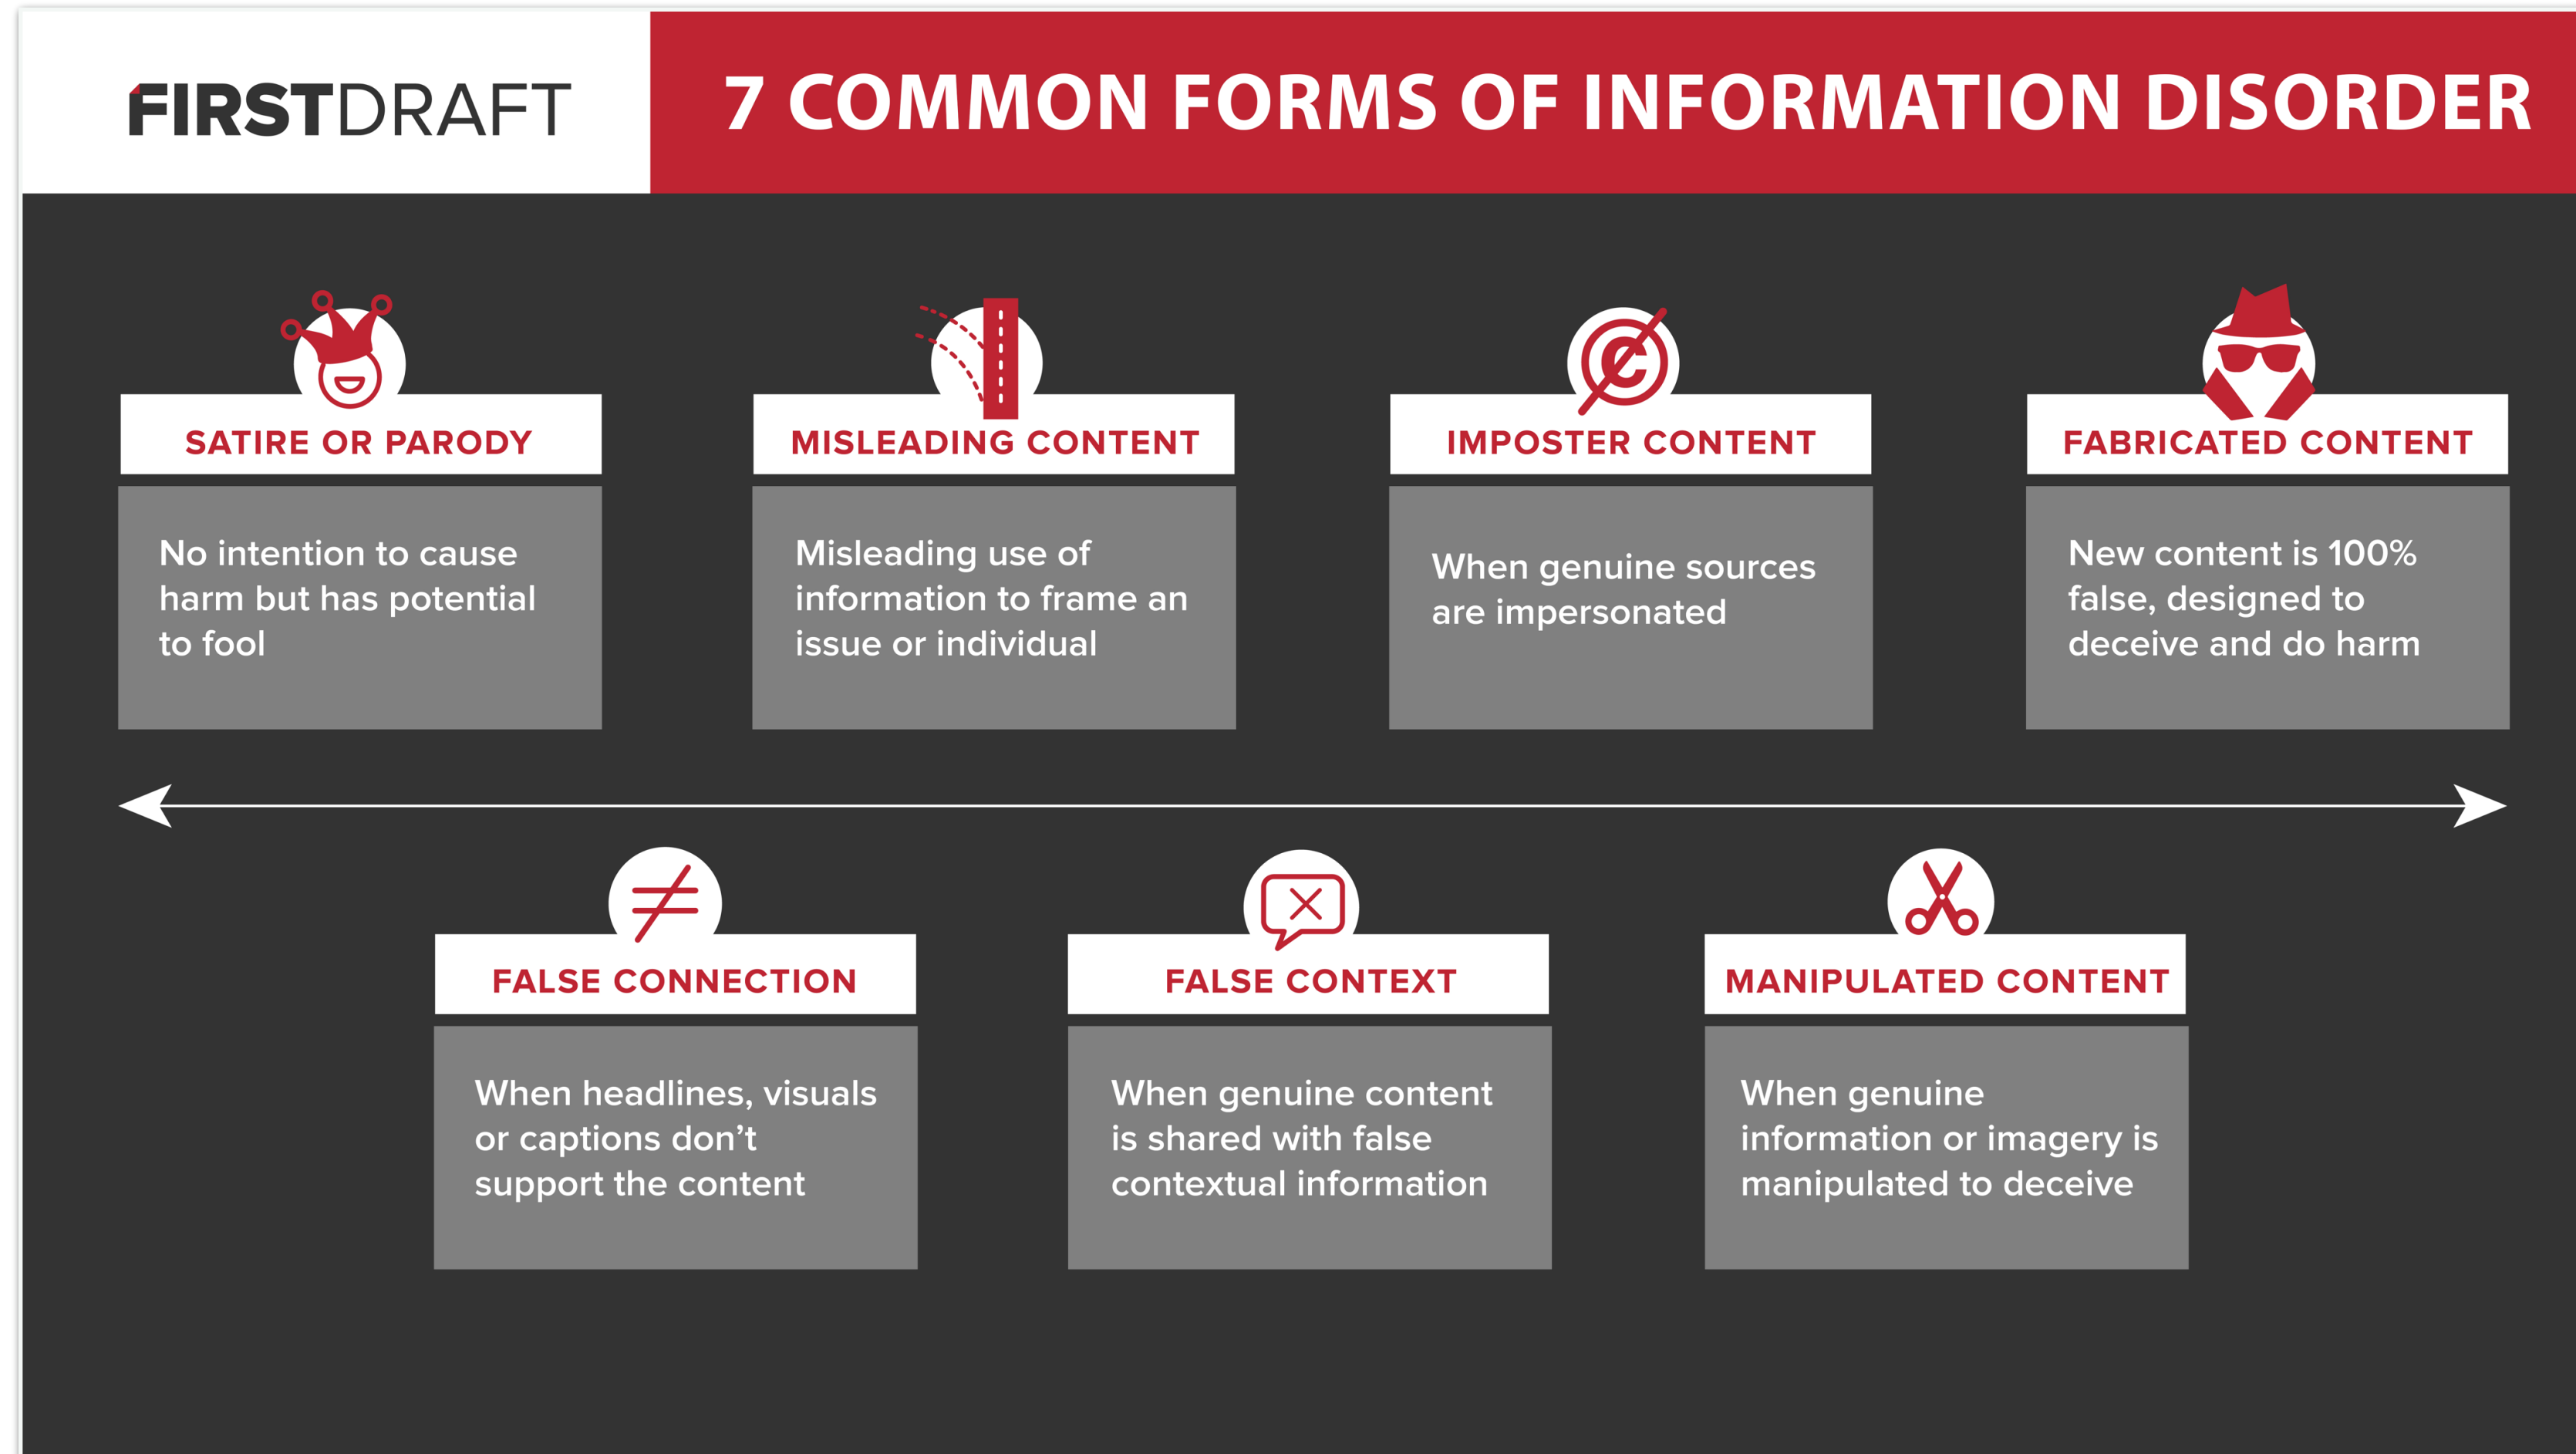 FIRSTDRAFT
7 COMMON FORMS OF INFORMATION DISORDER
SATIRE OR PARODY
No intention to cause
harm but has potential
to fool
MISLEADING CONTENT
Misleading use of
information to frame an
issue or individual
C
IMPOSTER CONTENT
When genuine sources
are impersonated
FABRICATED CONTENT
New content is 100%
false, designed to
deceive and do harm
FALSE CONNECTION
When headlines, visuals
or captions don’t
support the content
FALSE CONTEXT
When genuine content
is shared with false
contextual information
MANIPULATED CONTENT
When genuine
information or imagery is
manipulated to deceive